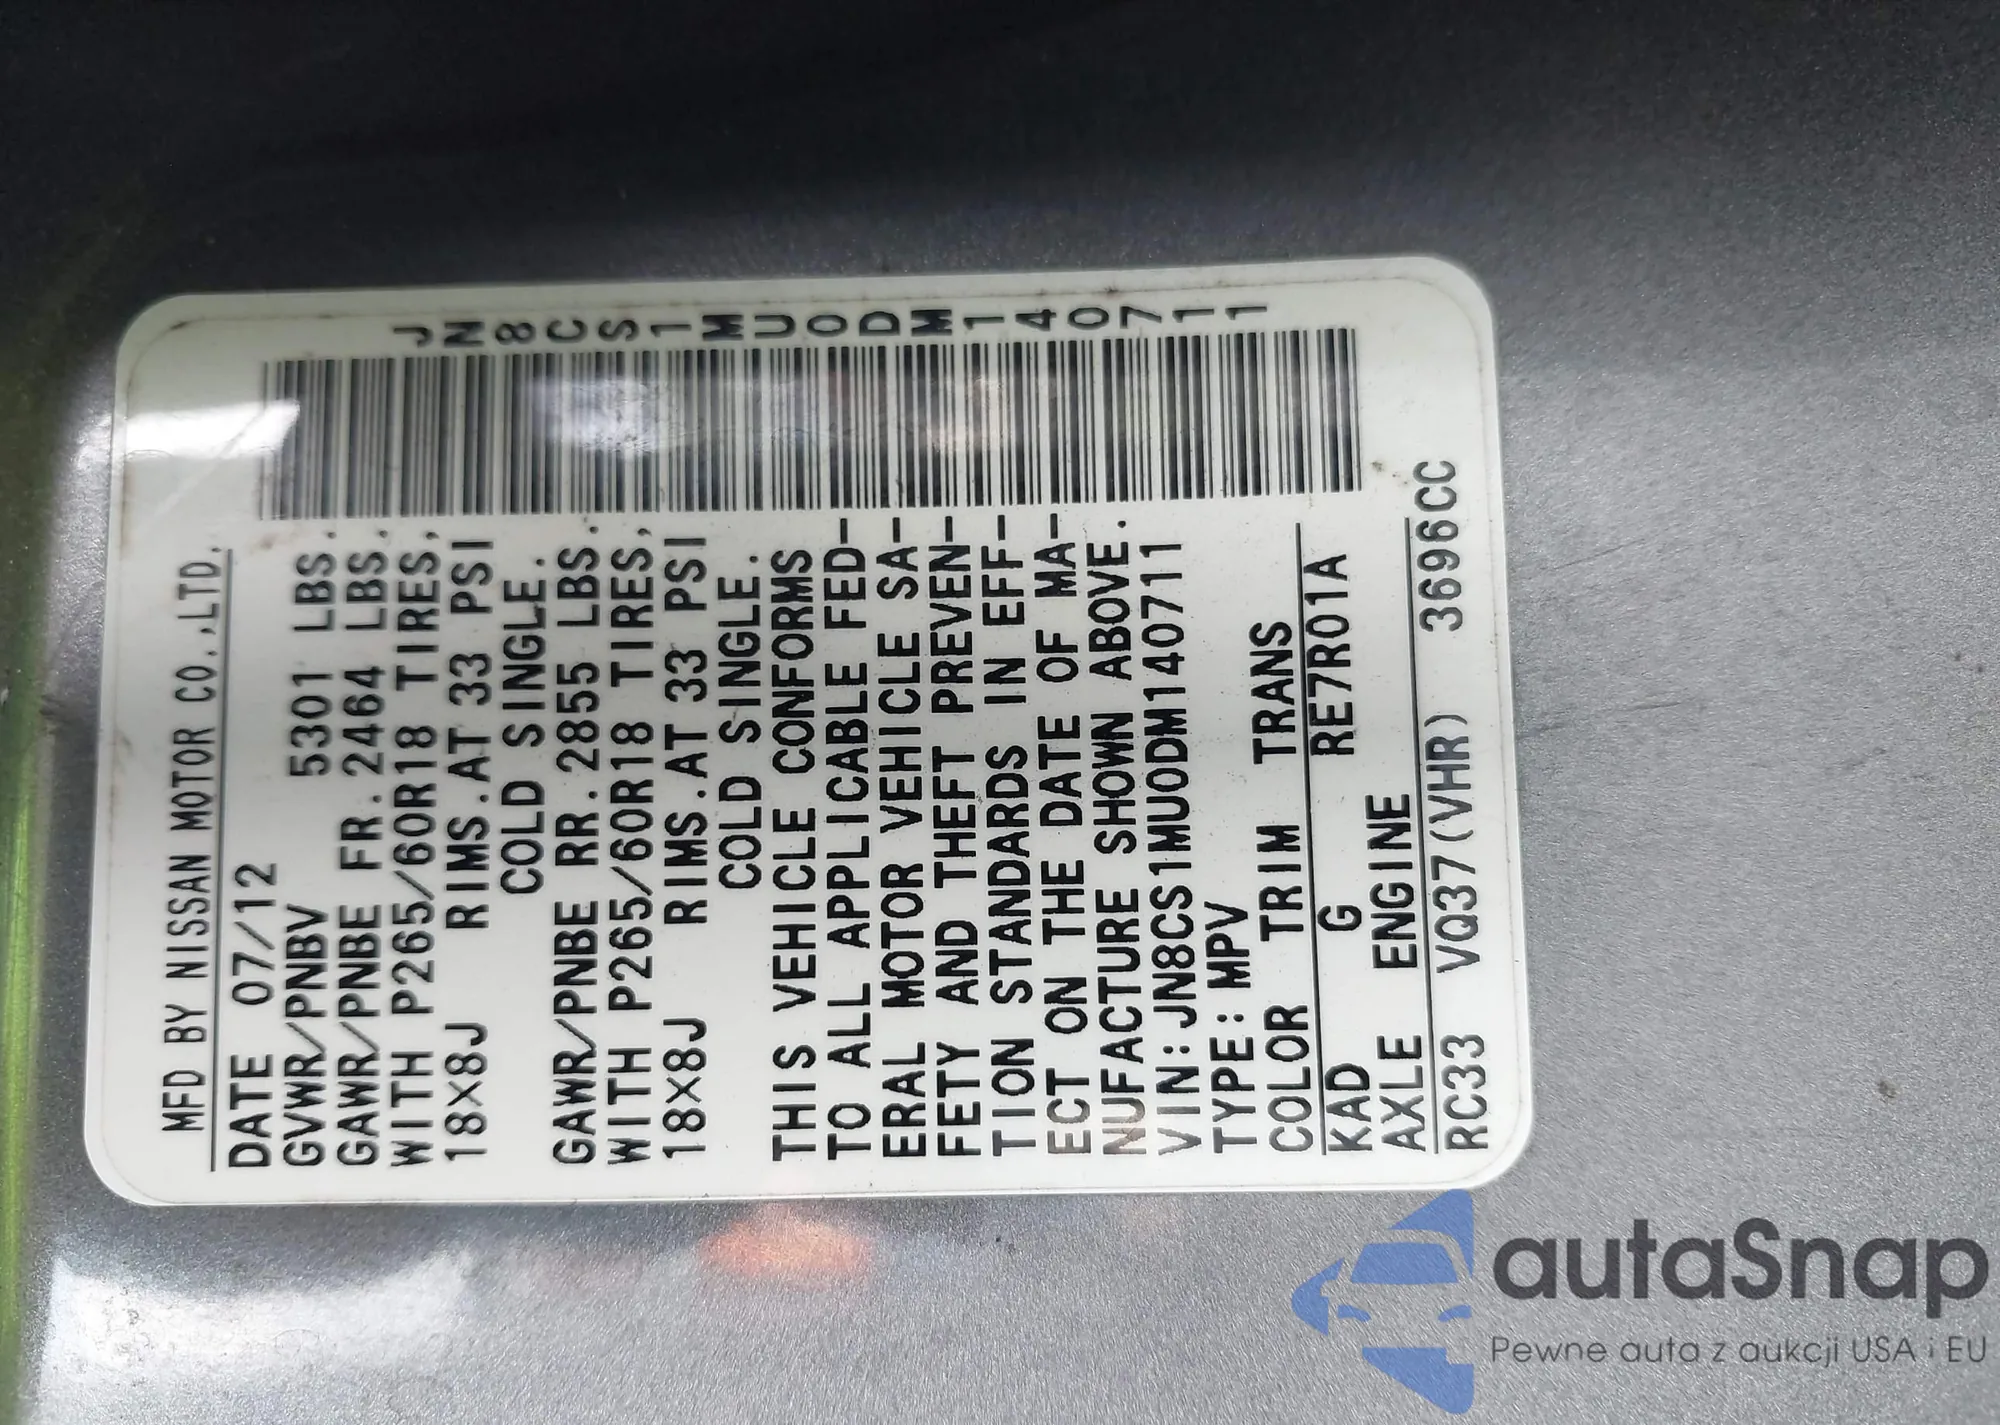 MFD BY NISSAN MOTOR CO.,LTD.
DATE 07/12
GVWR/PNBV 5301 LBS.
GAWR/PNBE FR. 2464 LBS.
WITH P265/60R18 TIRES,
18×8J RIMS.AT 33 PSI
COLD SINGLE.
GAWR/PNBE RR. 2855 LBS.
WITH P265/60R18 TIRES,
18×8J RIMS.AT 33 PSI
COLD SINGLE.
THIS VEHICLE CONFORMS
TO ALL APPLICABLE FED-
ERAL MOTOR VEHICLE SA-
FETY AND THEFT PREVEN-
TION STANDARDS IN EFF-
ECT ON THE DATE OF MA-
NUFACTURE SHOWN ABOVE.
VIN: JN8CS1MU0DM140711
TYPE: MPV
COLOR TRIM TRANS
KAD G RE7R01A
AXLE ENGINE
RC33 VQ37(VHR) 3696CC
JN8CS1MU0DM140711
autaSnap
Pewne auta z aukcji USA i EU